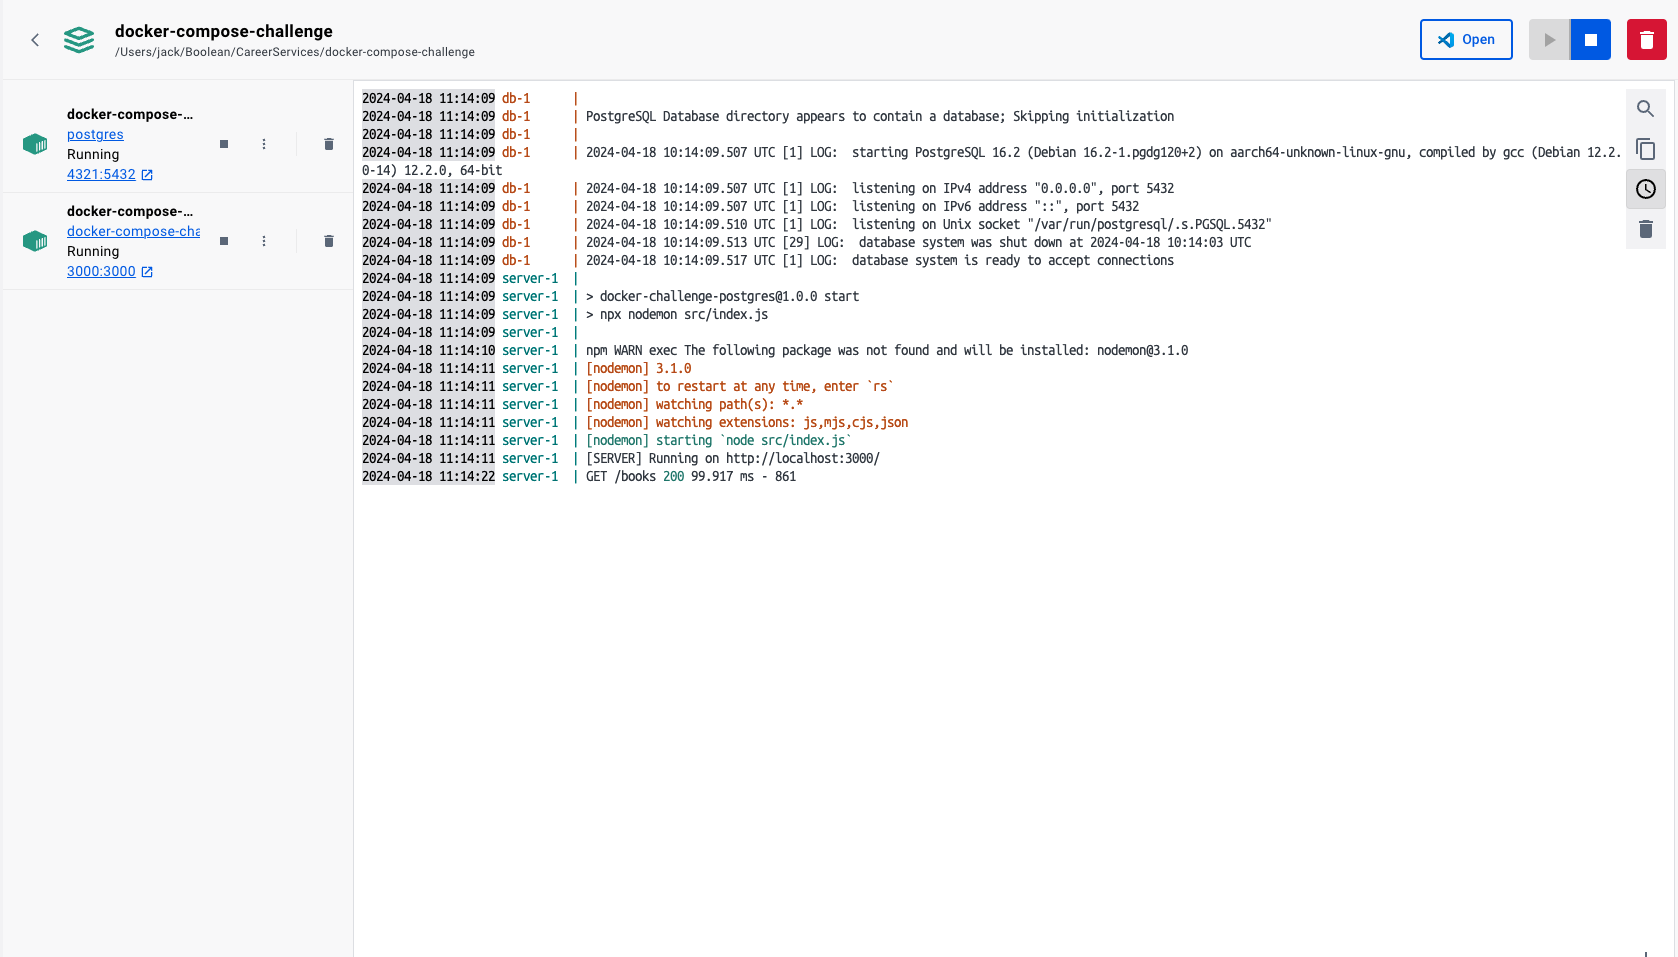 docker-compose-challenge
/Users/jack/Boolean/CareerServices/docker-compose-challenge
Open
docker-compose-...
postgres
Running
4321:5432
docker-compose-...
docker-compose-cha
Running
3000:3000
2024-04-18 11:14:09 db-1 |
2024-04-18 11:14:09 db-1 | PostgreSQL Database directory appears to contain a database; Skipping initialization
2024-04-18 11:14:09 db-1 |
2024-04-18 11:14:09 db-1 | 2024-04-18 10:14:09.507 UTC [1] LOG:  starting PostgreSQL 16.2 (Debian 16.2-1.pgdg120+2) on aarch64-unknown-linux-gnu, compiled by gcc (Debian 12.2.
0-14) 12.2.0, 64-bit
2024-04-18 11:14:09 db-1 | 2024-04-18 10:14:09.507 UTC [1] LOG:  listening on IPv4 address "0.0.0.0", port 5432
2024-04-18 11:14:09 db-1 | 2024-04-18 10:14:09.507 UTC [1] LOG:  listening on IPv6 address "::", port 5432
2024-04-18 11:14:09 db-1 | 2024-04-18 10:14:09.510 UTC [1] LOG:  listening on Unix socket "/var/run/postgresql/.s.PGSQL.5432"
2024-04-18 11:14:09 db-1 | 2024-04-18 10:14:09.513 UTC [29] LOG:  database system was shut down at 2024-04-18 10:14:03 UTC
2024-04-18 11:14:09 db-1 | 2024-04-18 10:14:09.517 UTC [1] LOG:  database system is ready to accept connections
2024-04-18 11:14:09 server-1 |
2024-04-18 11:14:09 server-1 | > docker-challenge-postgres@1.0.0 start
2024-04-18 11:14:09 server-1 | > npx nodemon src/index.js
2024-04-18 11:14:09 server-1 |
2024-04-18 11:14:10 server-1 | npm WARN exec The following package was not found and will be installed: nodemon@3.1.0
2024-04-18 11:14:11 server-1 | [nodemon] 3.1.0
2024-04-18 11:14:11 server-1 | [nodemon] to restart at any time, enter `rs`
2024-04-18 11:14:11 server-1 | [nodemon] watching path(s): *.*
2024-04-18 11:14:11 server-1 | [nodemon] watching extensions: js,mjs,cjs,json
2024-04-18 11:14:11 server-1 | [nodemon] starting `node src/index.js`
2024-04-18 11:14:11 server-1 | [SERVER] Running on http://localhost:3000/
2024-04-18 11:14:22 server-1 | GET /books 200 99.917 ms - 861